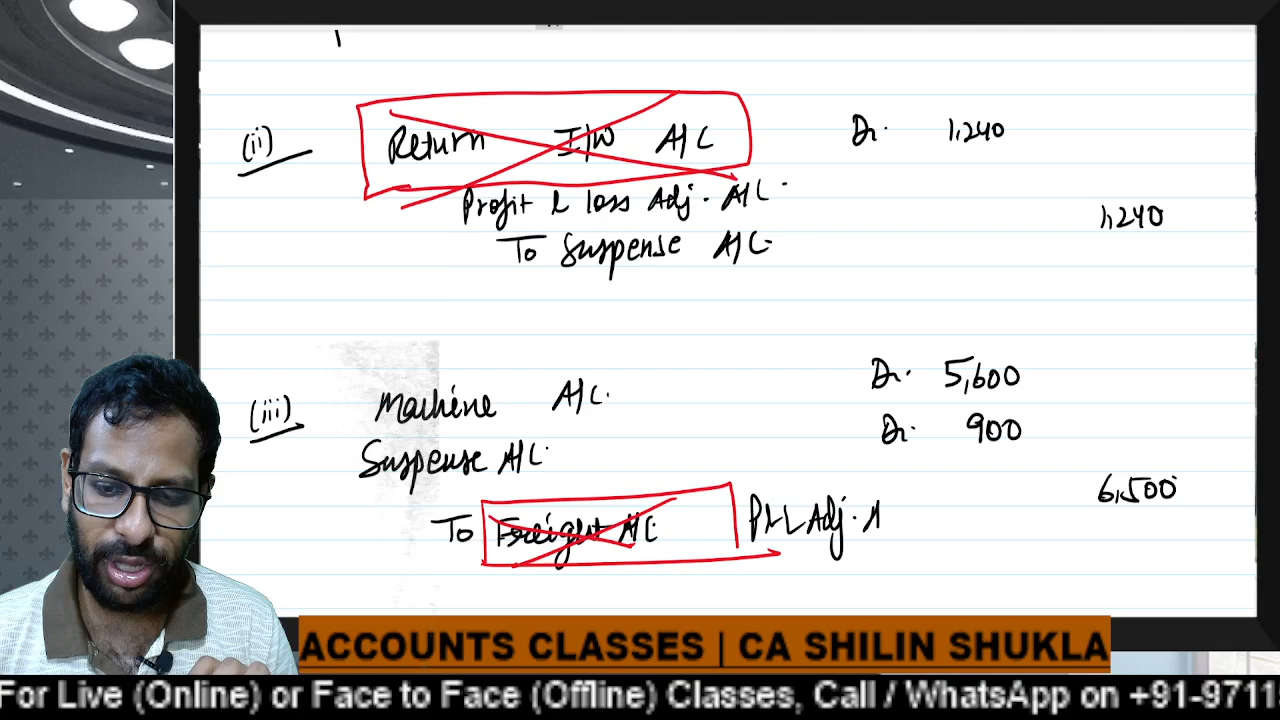 (ii) Return I/W A/C Dr. 1,240
Profit & loss Adj. A/C.
To Suspense A/C. 1,240
(iii) Machine A/C. Dr. 5,600
Suspense A/C. Dr. 900
To Freight A/C P&L Adj. A 6,500
ACCOUNTS CLASSES | CA SHILIN SHUKLA
For Live (Online) or Face to Face (Offline) Classes, Call / WhatsApp on +91-9711